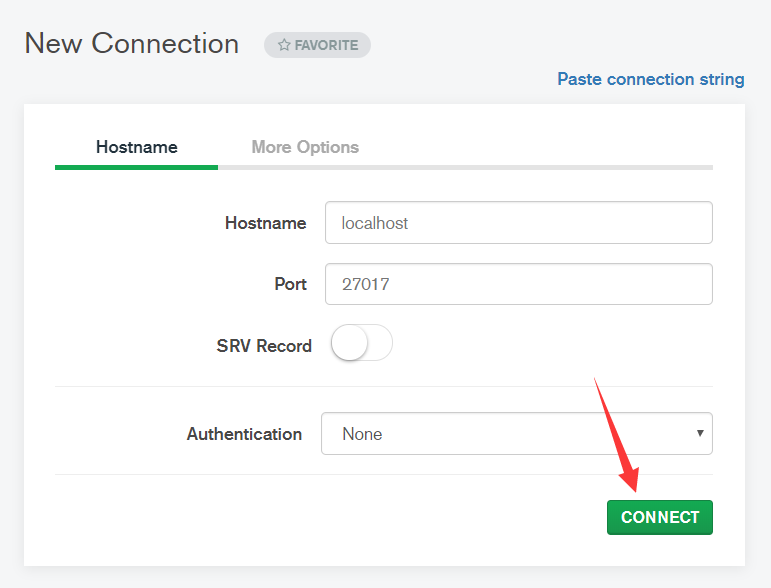 New Connection FAVORITE
Paste connection string
Hostname More Options
Hostname localhost
Port 27017
SRV Record
Authentication None
CONNECT